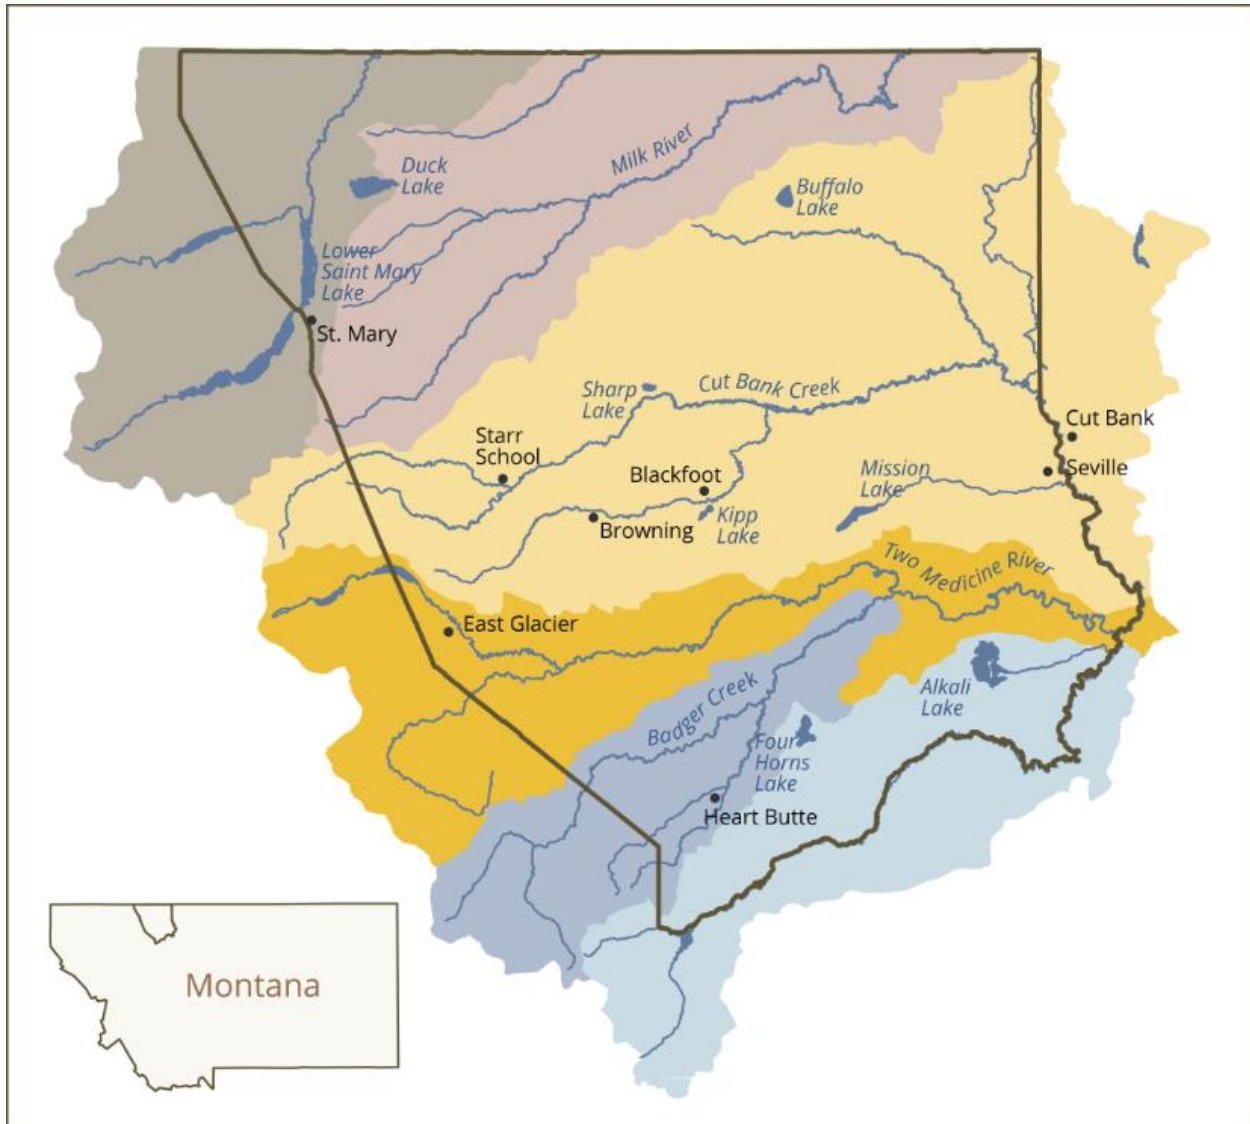 Duck
Lake
Milk River
Buffalo
Lake
Lower
Saint Mary
Lake
St. Mary
Sharp
Lake
Cut Bank Creek
Starr
School
Cut Bank
Blackfoot
Mission
Lake
Seville
Kipp
Lake
Browning
Two Medicine River
East Glacier
Badger Creek
Alkali
Lake
Four
Horns
Lake
Heart Butte
Montana